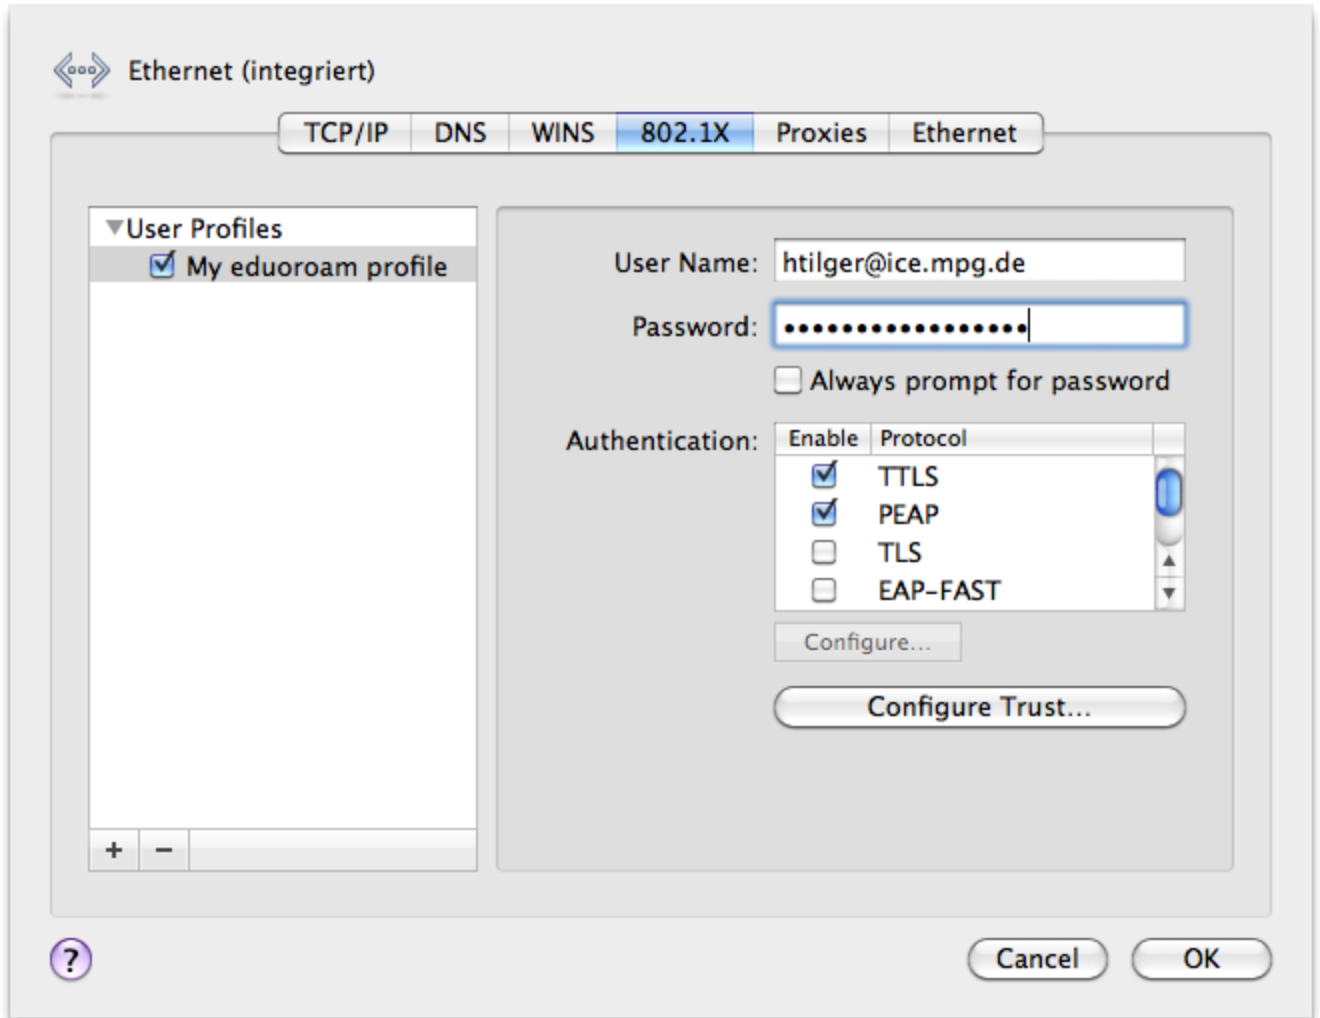 Ethernet (integriert)
TCP/IP DNS WINS 802.1X Proxies Ethernet
User Profiles
My eduoroam profile
User Name: htilger@ice.mpg.de
Password: •••••••••••••••••
Always prompt for password
Authentication: Enable Protocol
TTLS
PEAP
TLS
EAP-FAST
Configure...
Configure Trust...
+ −
? Cancel OK